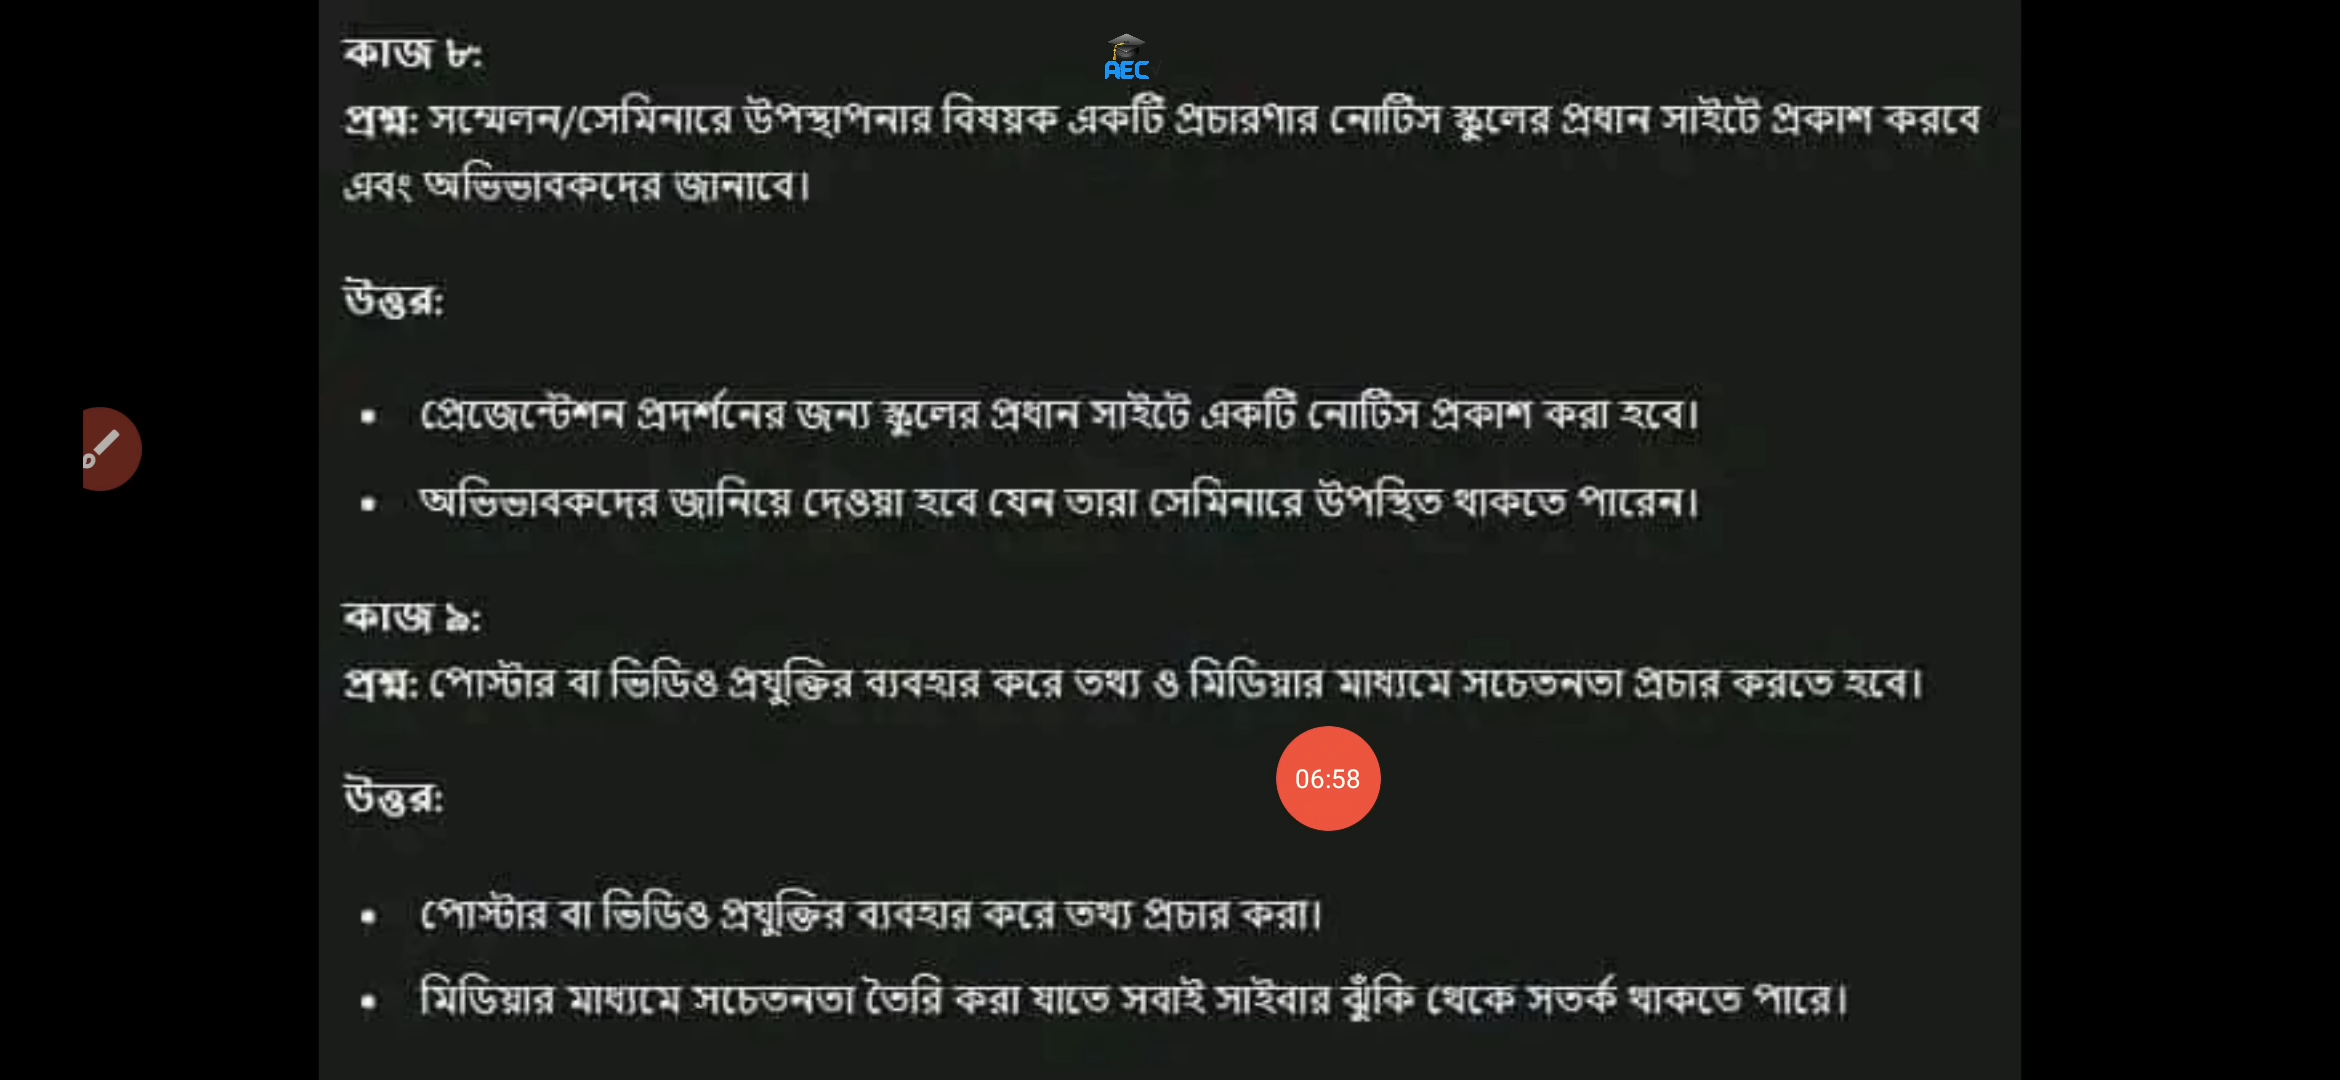 AEC
কাজ ৮:
প্রশ্ন: সম্মেলন/সেমিনারে উপস্থাপনার বিষয়ক একটি প্রচারণার নোটিস স্কুলের প্রধান সাইটে প্রকাশ করবে
এবং অভিভাবকদের জানাবে।
উত্তর:
▪ প্রেজেন্টেশন প্রদর্শনের জন্য স্কুলের প্রধান সাইটে একটি নোটিস প্রকাশ করা হবে।
▪ অভিভাবকদের জানিয়ে দেওয়া হবে যেন তারা সেমিনারে উপস্থিত থাকতে পারেন।
কাজ ৯:
প্রশ্ন: পোস্টার বা ভিডিও প্রযুক্তির ব্যবহার করে তথ্য ও মিডিয়ার মাধ্যমে সচেতনতা প্রচার করতে হবে।
06:58
উত্তর:
▪ পোস্টার বা ভিডিও প্রযুক্তির ব্যবহার করে তথ্য প্রচার করা।
▪ মিডিয়ার মাধ্যমে সচেতনতা তৈরি করা যাতে সবাই সাইবার ঝুঁকি থেকে সতর্ক থাকতে পারে।